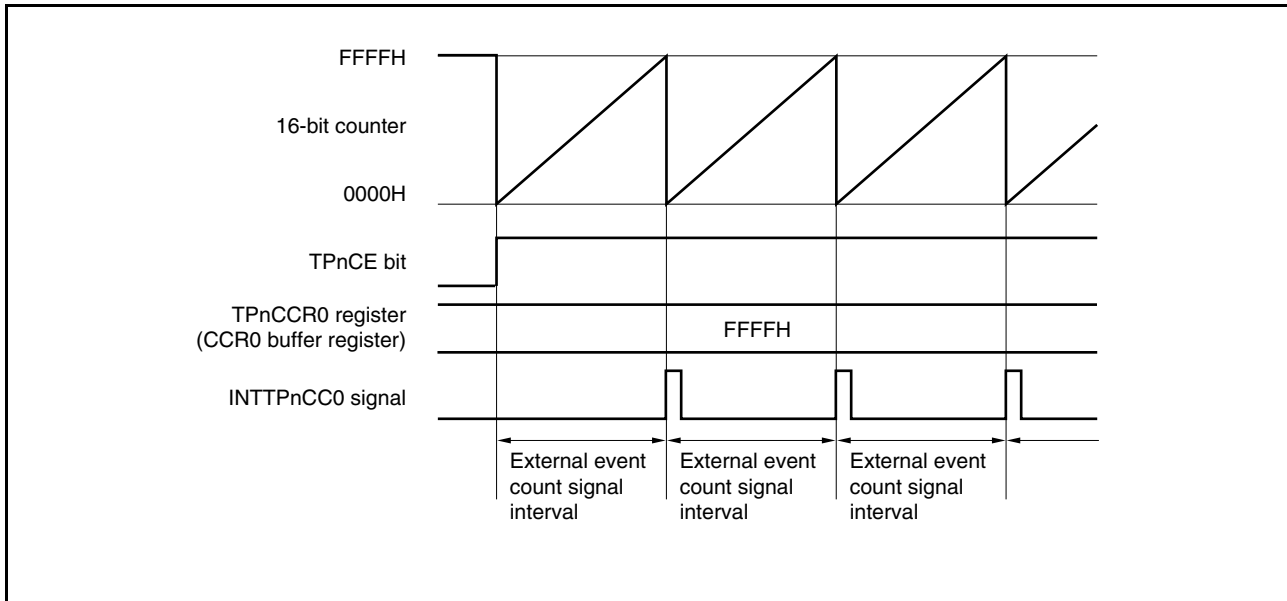 FFFFH
16-bit counter
0000H
TPnCE bit
TPnCCR0 register
(CCR0 buffer register)
FFFFH
INTTPnCC0 signal
External event
count signal
interval
External event
count signal
interval
External event
count signal
interval